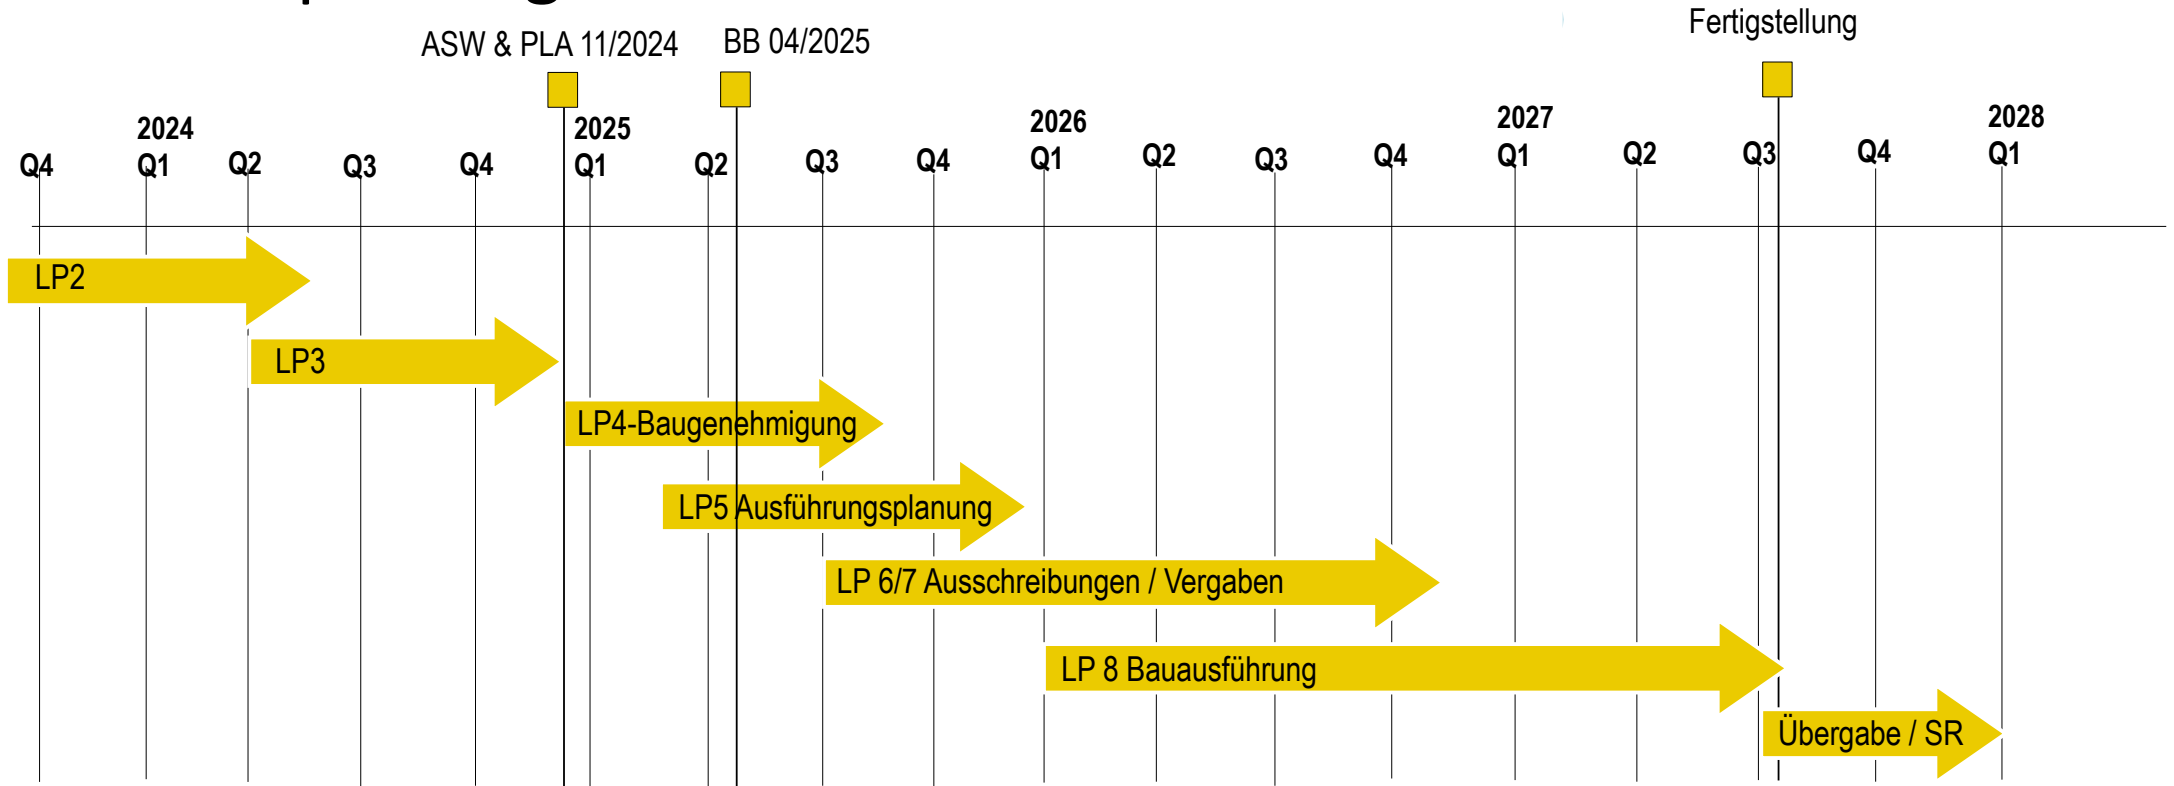 Fertigstellung
ASW & PLA 11/2024
BB 04/2025
2024
2025
2026
2027
2028
Q4
Q1
Q2
Q3
Q4
Q1
Q2
Q3
Q4
Q1
Q2
Q3
Q4
Q1
Q2
Q3
Q4
Q1
LP2
LP3
LP4-Baugenehmigung
LP5 Ausführungsplanung
LP 6/7 Ausschreibungen / Vergaben
LP 8 Bauausführung
Übergabe / SR